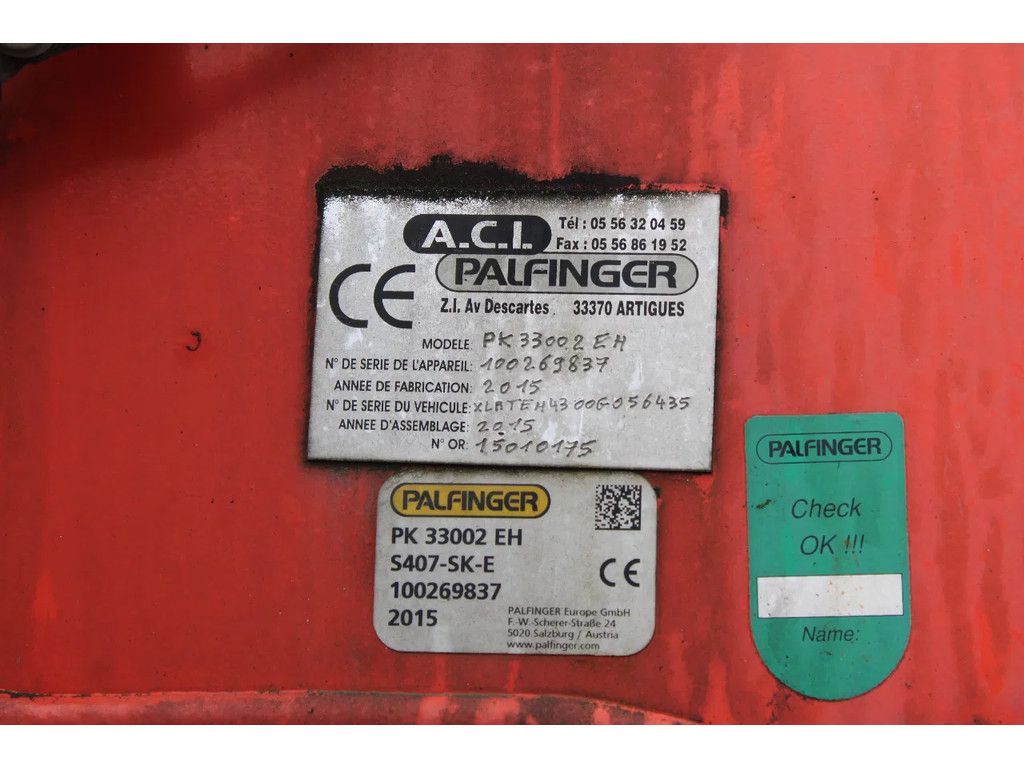 A.C.I.
Tél : 05 56 32 04 59
Fax : 05 56 86 19 52
PALFINGER
CE
Z.I. Av Descartes 33370 ARTIGUES
MODELE: PK 33002 EH
N° DE SERIE DE L'APPAREIL: 100269837
ANNEE DE FABRICATION: 2015
N° DE SERIE DU VEHICULE: XLRTEH4300G056435
ANNEE D'ASSEMBLAGE: 2015
N° OR: 15010175
PALFINGER
PK 33002 EH
S407-SK-E
100269837
2015
CE
PALFINGER Europe GmbH
F.-W.-Scherer-Straße 24
5020 Salzburg / Austria
www.palfinger.com
PALFINGER
Check
OK !!!
Name: